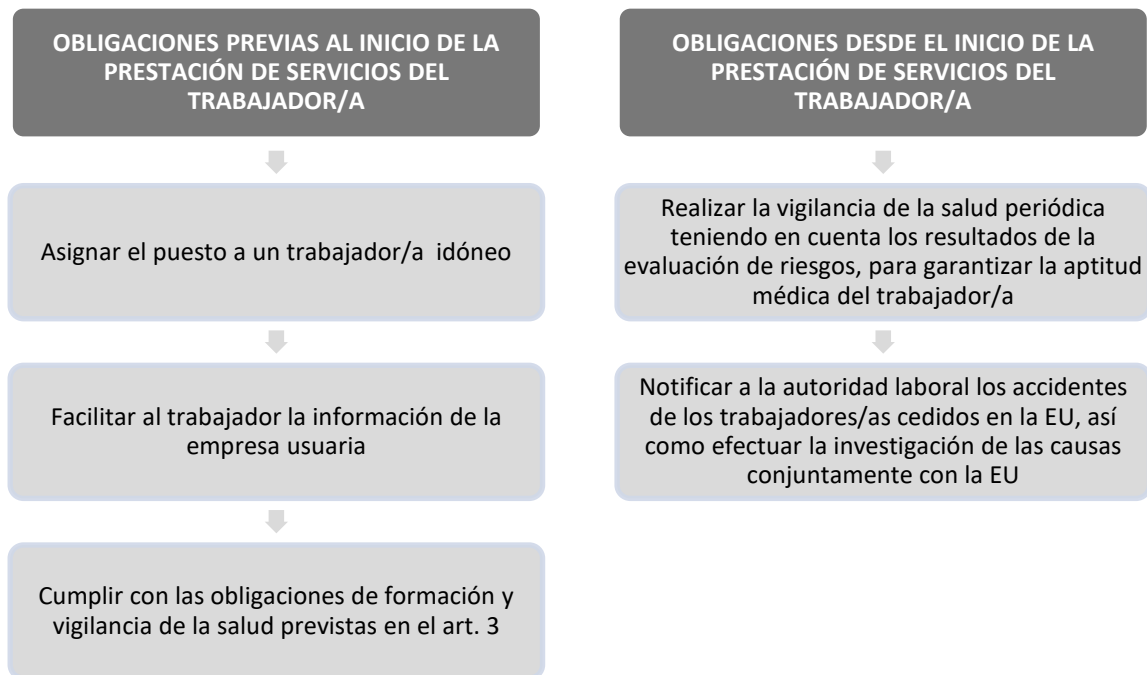 OBLIGACIONES PREVIAS AL INICIO DE LA
PRESTACIÓN DE SERVICIOS DEL
TRABAJADOR/A
Asignar el puesto a un trabajador/a idóneo
Facilitar al trabajador la información de la
empresa usuaria
Cumplir con las obligaciones de formación y
vigilancia de la salud previstas en el art. 3
OBLIGACIONES DESDE EL INICIO DE LA
PRESTACIÓN DE SERVICIOS DEL
TRABAJADOR/A
Realizar la vigilancia de la salud periódica
teniendo en cuenta los resultados de la
evaluación de riesgos, para garantizar la aptitud
médica del trabajador/a
Notificar a la autoridad laboral los accidentes
de los trabajadores/as cedidos en la EU, así
como efectuar la investigación de las causas
conjuntamente con la EU